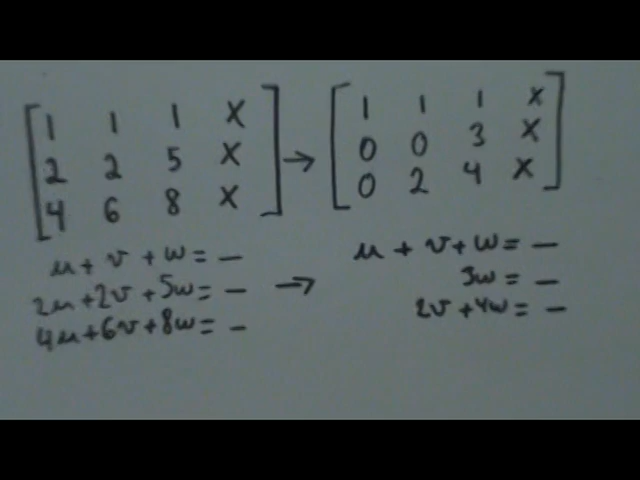 1 1 1 X → 1 1 1 X
2 2 5 X 0 0 3 X
4 6 8 X 0 2 4 X
u + v + w = _ u + v + w = _
2u + 2v + 5w = _ → 3w = _
4u + 6v + 8w = _ 2v + 4w = _